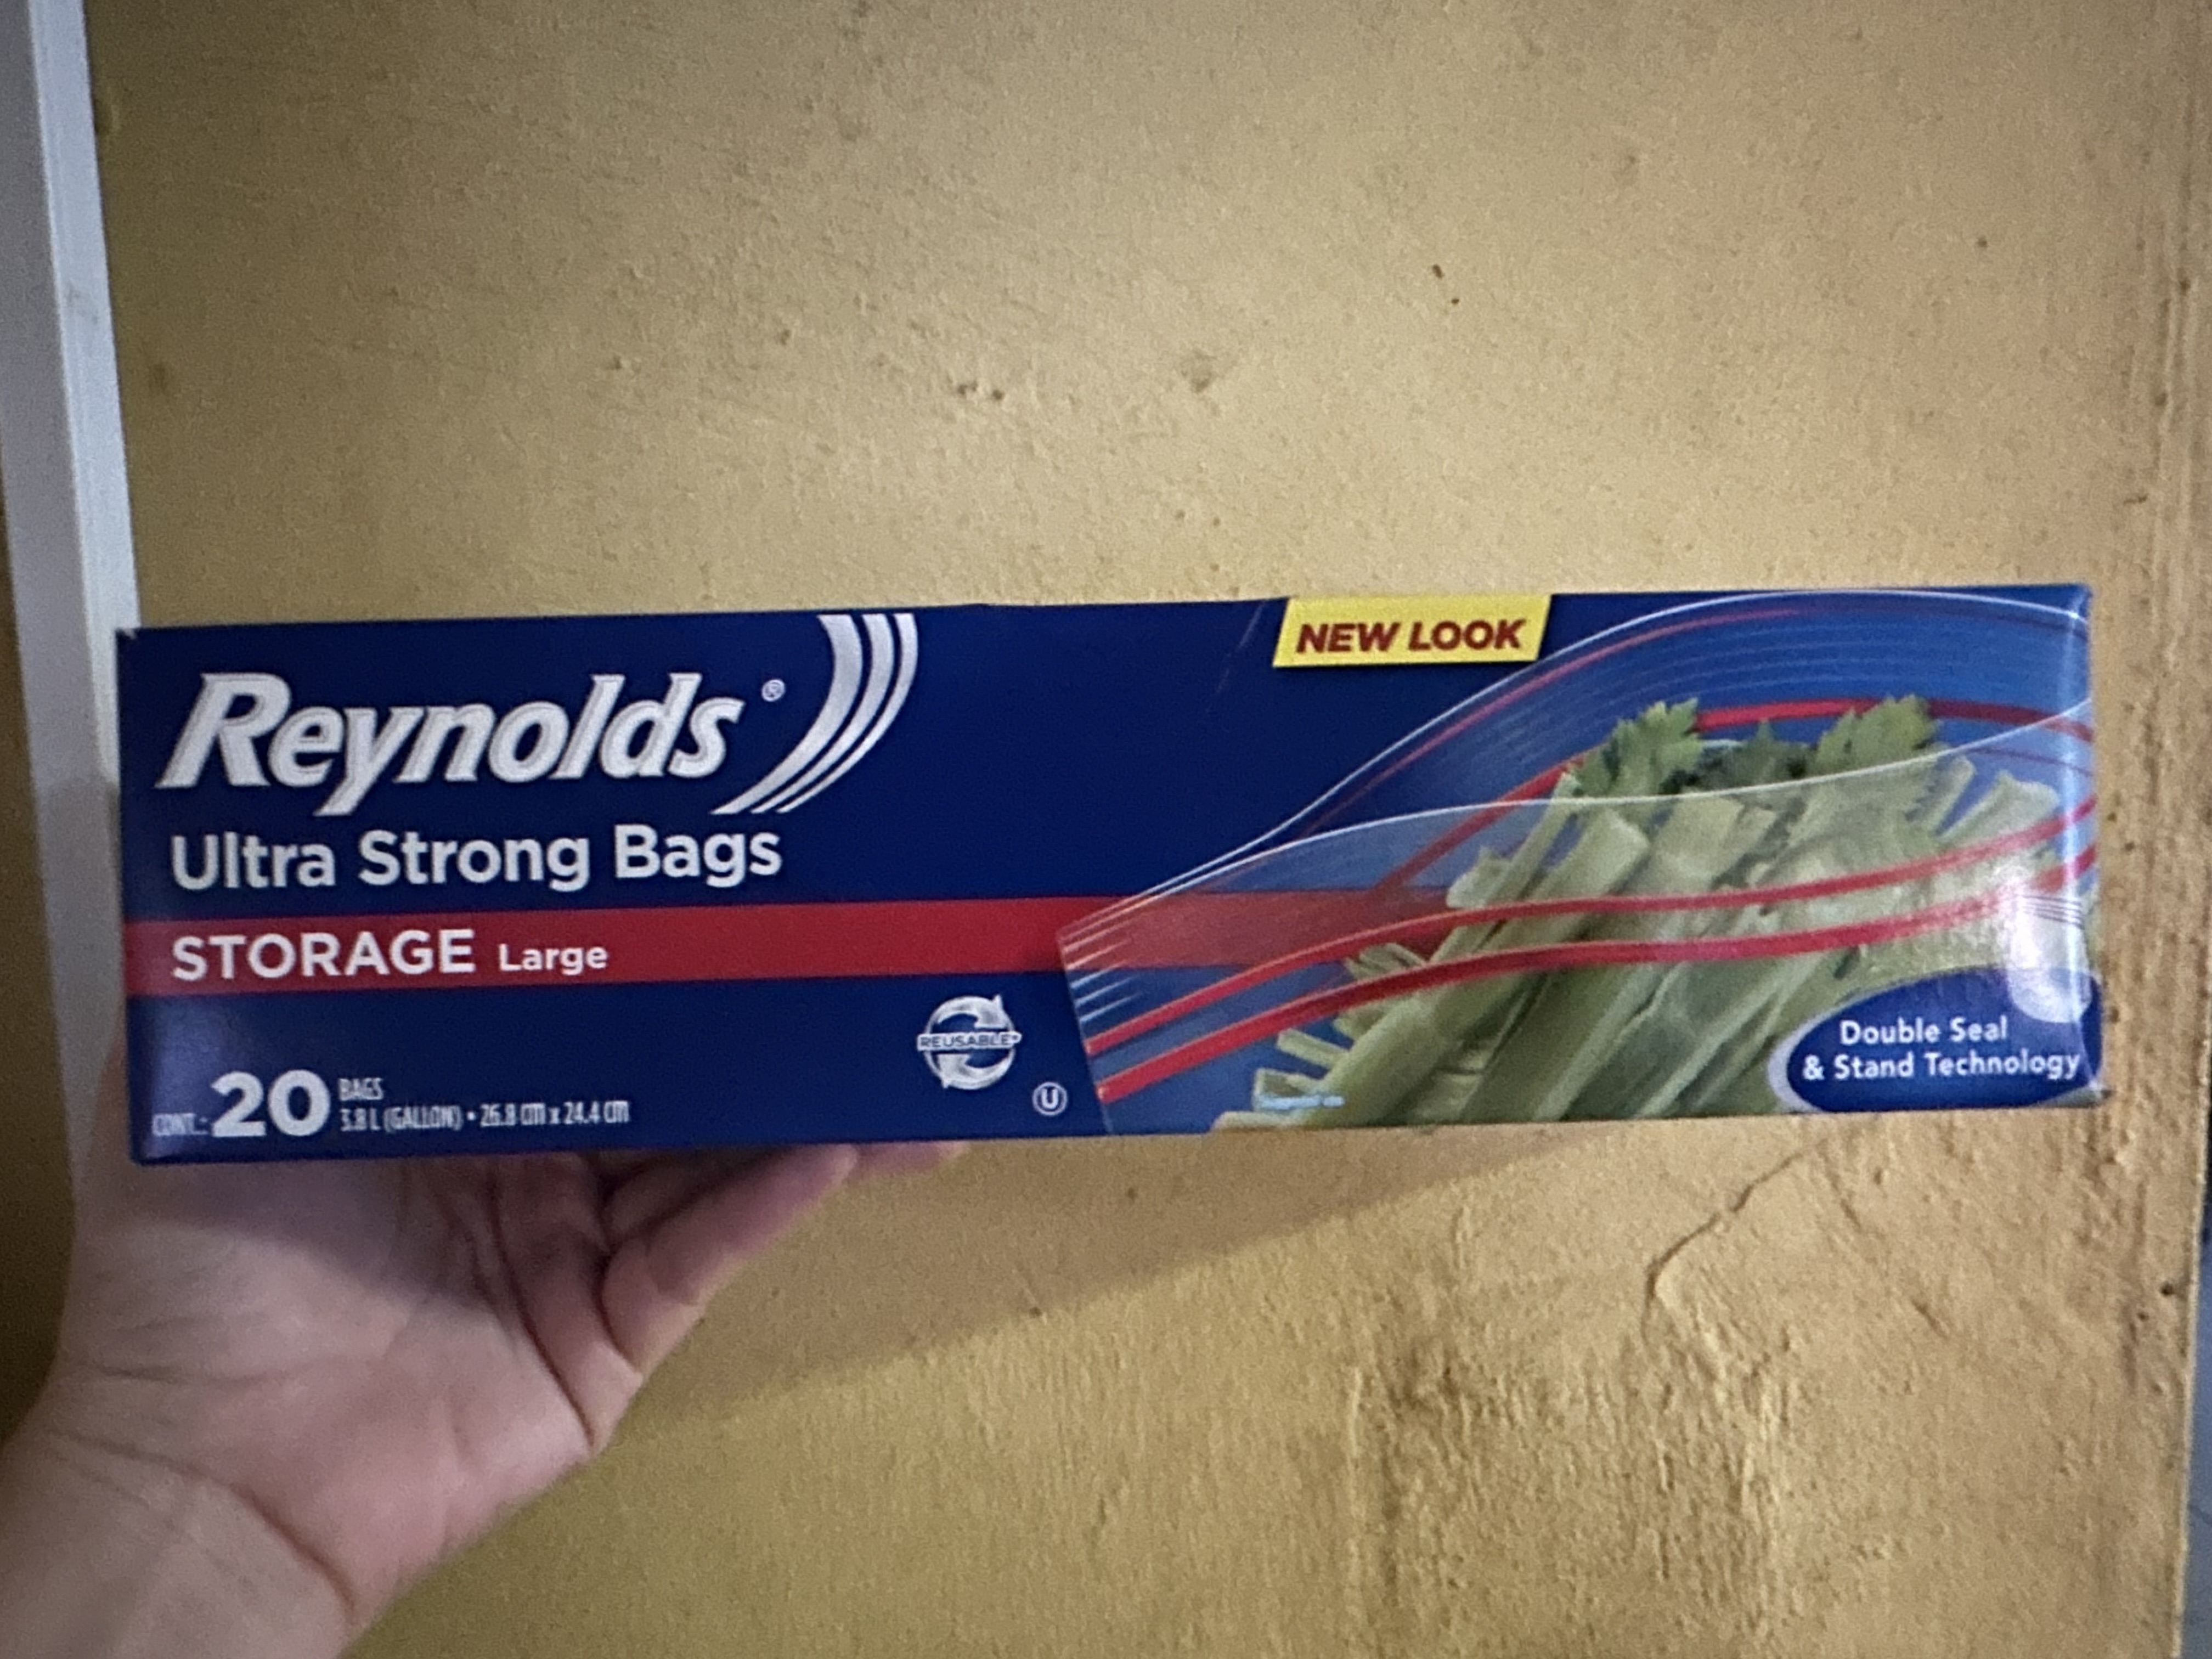 NEW LOOK
Reynolds®
Ultra Strong Bags
STORAGE Large
REUSABLE*
U
CONT.: 20 BAGS
3.8 L (GALLON) • 26.8 cm x 24.4 cm
Double Seal
& Stand Technology